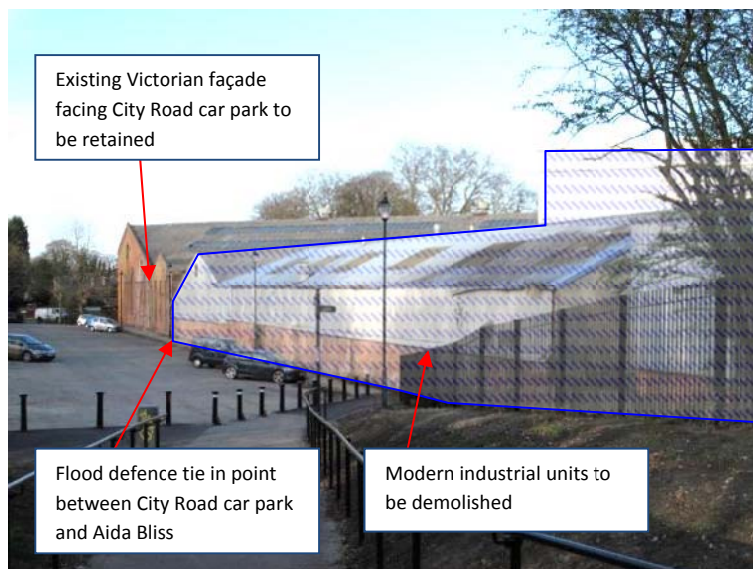 Existing Victorian façade
facing City Road car park to
be retained
Flood defence tie in point
between City Road car park
and Aida Bliss
Modern industrial units to
be demolished